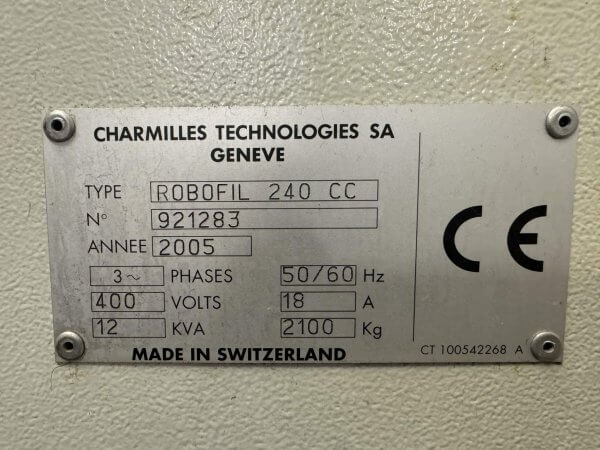 CHARMILLES TECHNOLOGIES SA
GENEVE
TYPE ROBOFIL 240 CC
N° 921283
ANNEE 2005
3~ PHASES 50/60 Hz
400 VOLTS 18 A
12 KVA 2100 Kg
MADE IN SWITZERLAND
CE
CT 100542268 A